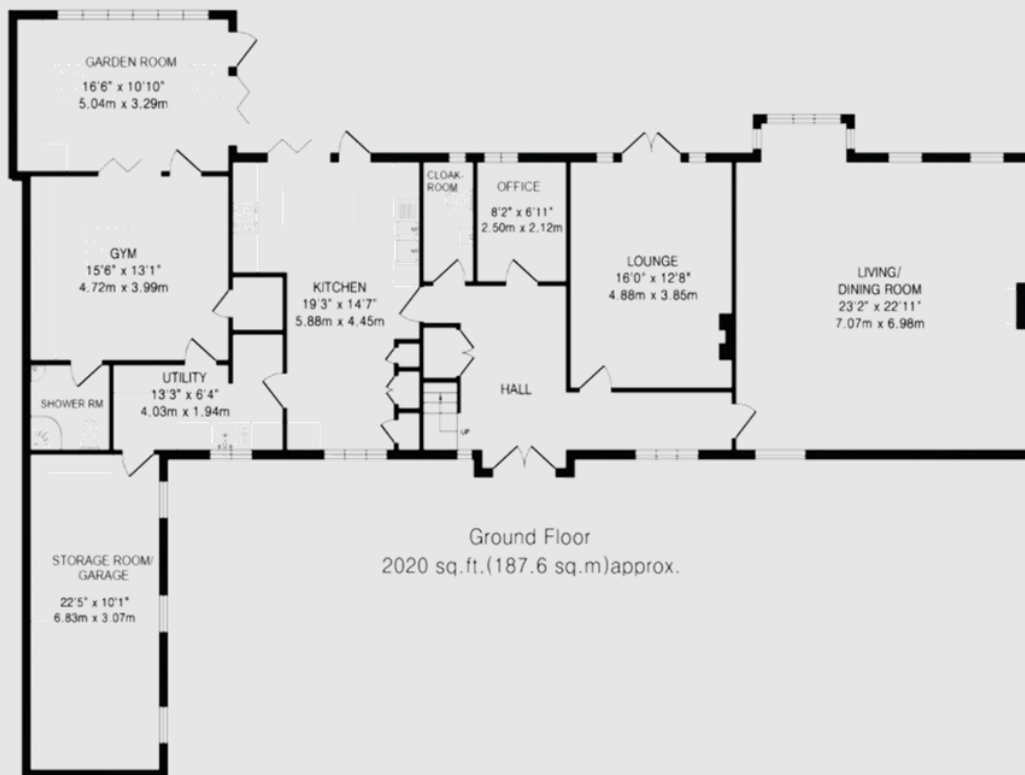 GARDEN ROOM
16'6" x 10'10"
5.04m x 3.29m
CLOAK-
ROOM
OFFICE
8'2" x 6'11"
2.50m x 2.12m
GYM
15'6" x 13'1"
4.72m x 3.99m
KITCHEN
19'3" x 14'7"
5.88m x 4.45m
LOUNGE
16'0" x 12'8"
4.88m x 3.85m
LIVING/
DINING ROOM
23'2" x 22'11"
7.07m x 6.98m
UTILITY
13'3" x 6'4"
4.03m x 1.94m
SHOWER RM
HALL
UP
STORAGE ROOM/
GARAGE
22'5" x 10'1"
6.83m x 3.07m
Ground Floor
2020 sq.ft.(187.6 sq.m)approx.